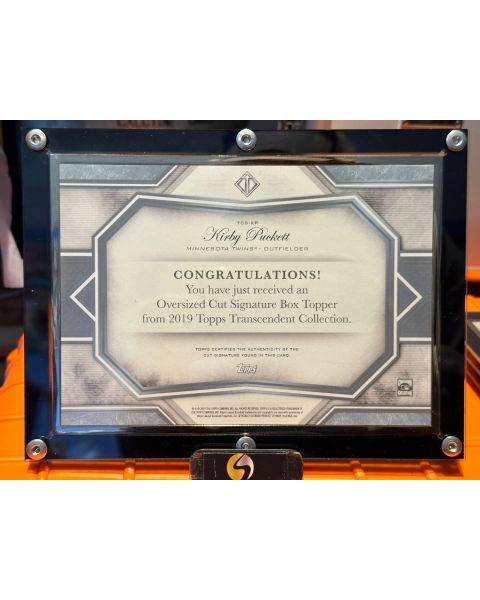 TCS-KP
Kirby Puckett
MINNESOTA TWINS® - OUTFIELDER
CONGRATULATIONS!
You have just received an
Oversized Cut Signature Box Topper
from 2019 Topps Transcendent Collection.
TOPPS CERTIFIES THE AUTHENTICITY OF THE
CUT SIGNATURE FOUND IN THIS CARD.
Topps